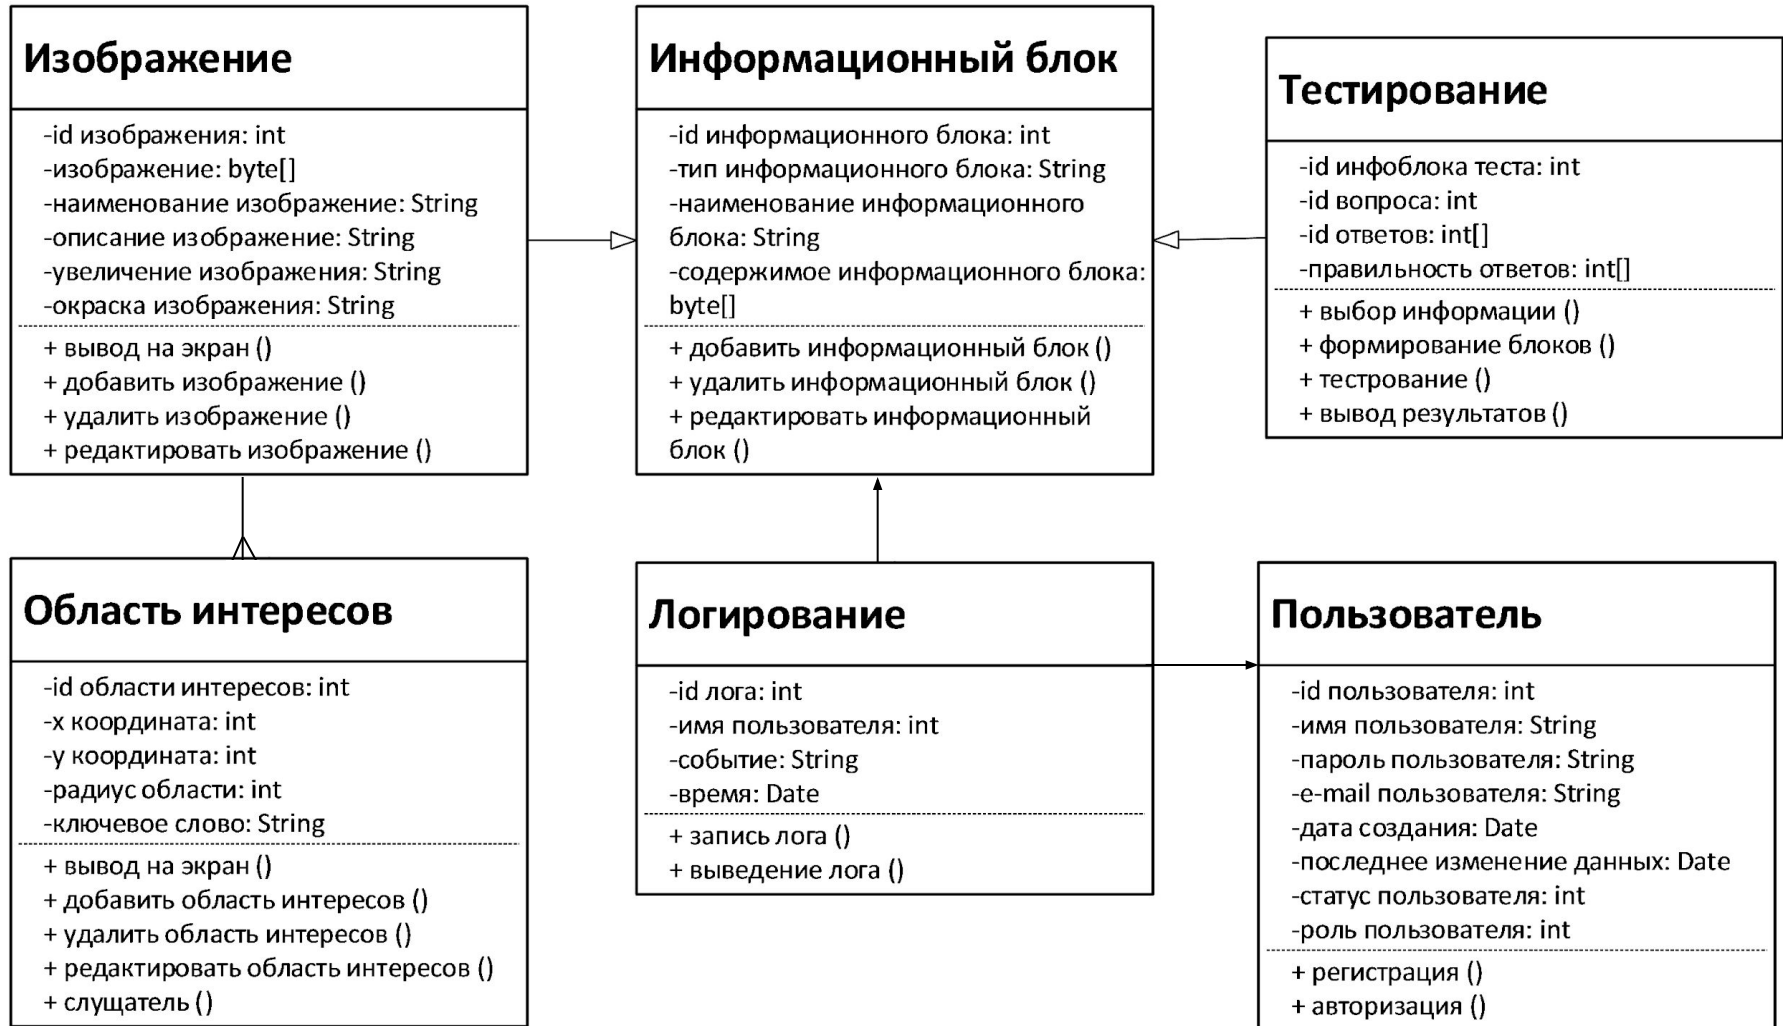 Изображение
-id изображения: int
-изображение: byte[]
-наименование изображение: String
-описание изображение: String
-увеличение изображения: String
-окраска изображения: String
+ вывод на экран ()
+ добавить изображение ()
+ удалить изображение ()
+ редактировать изображение ()
Информационный блок
-id информационного блока: int
-тип информационного блока: String
-наименование информационного
блока: String
-содержимое информационного блока:
byte[]
+ добавить информационный блок ()
+ удалить информационный блок ()
+ редактировать информационный
блок ()
Тестирование
-id инфоблока теста: int
-id вопроса: int
-id ответов: int[]
-правильность ответов: int[]
+ выбор информации ()
+ формирование блоков ()
+ тестрование ()
+ вывод результатов ()
Область интересов
-id области интересов: int
-x координата: int
-y координата: int
-радиус области: int
-ключевое слово: String
+ вывод на экран ()
+ добавить область интересов ()
+ удалить область интересов ()
+ редактировать область интересов ()
+ слущатель ()
Логирование
-id лога: int
-имя пользователя: int
-событие: String
-время: Date
+ запись лога ()
+ выведение лога ()
Пользователь
-id пользователя: int
-имя пользователя: String
-пароль пользователя: String
-e-mail пользователя: String
-дата создания: Date
-последнее изменение данных: Date
-статус пользователя: int
-роль пользователя: int
+ регистрация ()
+ авторизация ()